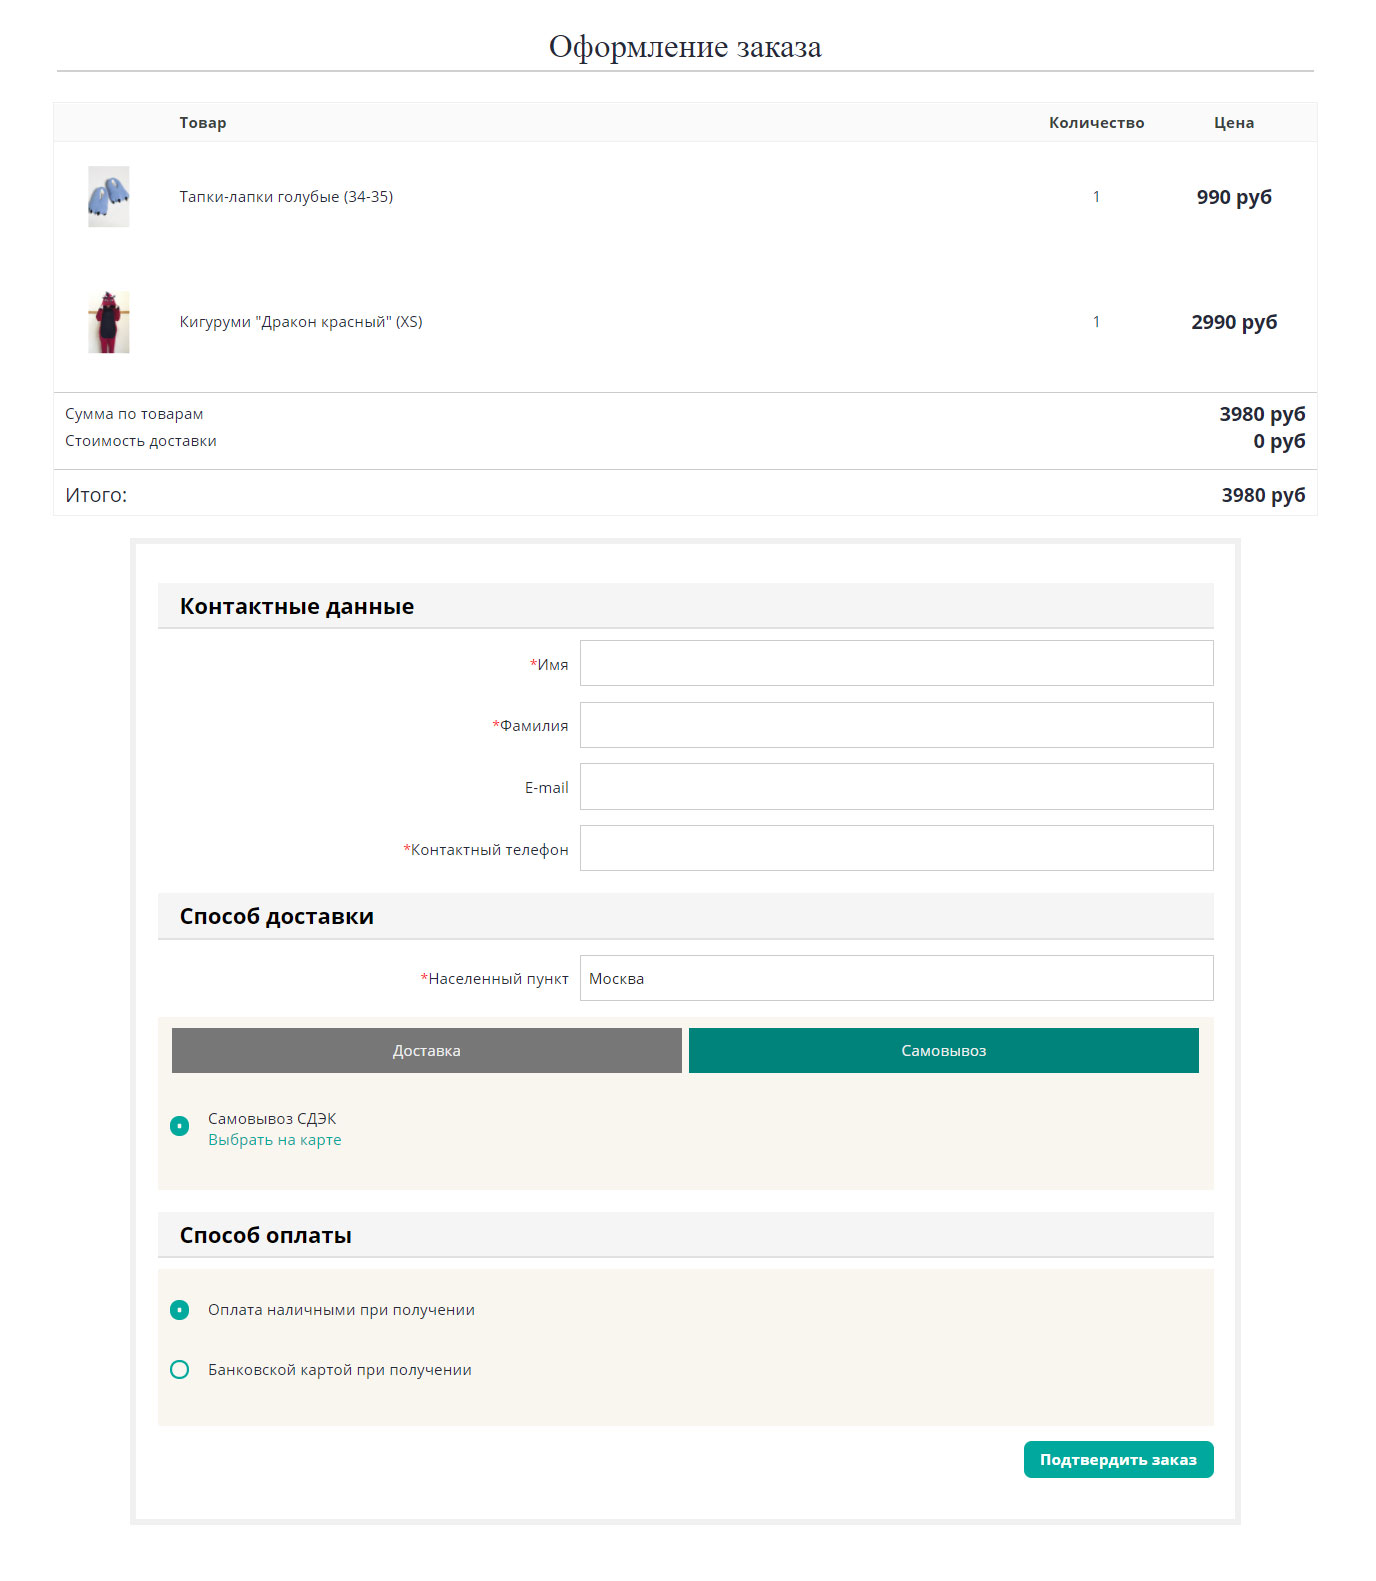 Оформление заказа
Товар Количество Цена
Тапки-лапки голубые (34-35) 1 990 руб
Кигуруми "Дракон красный" (XS) 1 2990 руб
Сумма по товарам 3980 руб
Стоимость доставки 0 руб
Итого: 3980 руб
Контактные данные
*Имя
*Фамилия
E-mail
*Контактный телефон
Способ доставки
*Населенный пункт Москва
Доставка Самовывоз
Самовывоз СДЭК
Выбрать на карте
Способ оплаты
Оплата наличными при получении
Банковской картой при получении
Подтвердить заказ